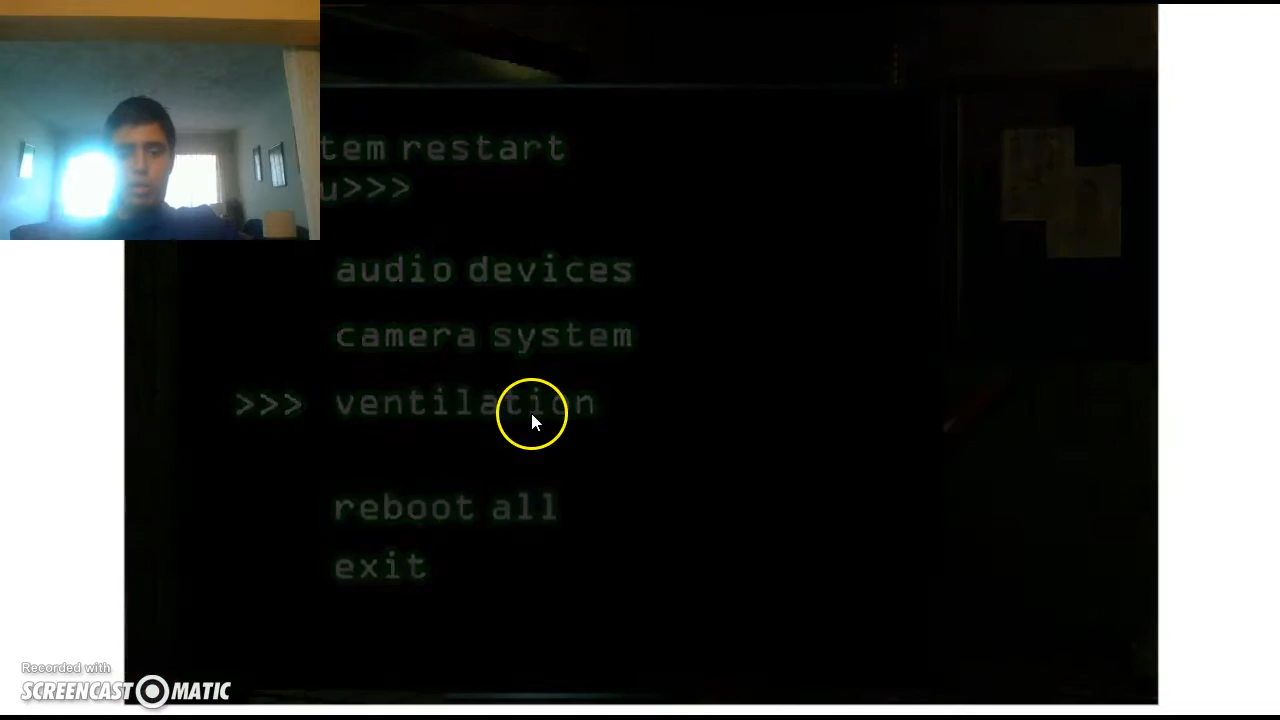 tem restart
u>>>
audio devices
camera system
>>> ventilation
reboot all
exit
Recorded with
SCREENCAST MATIC